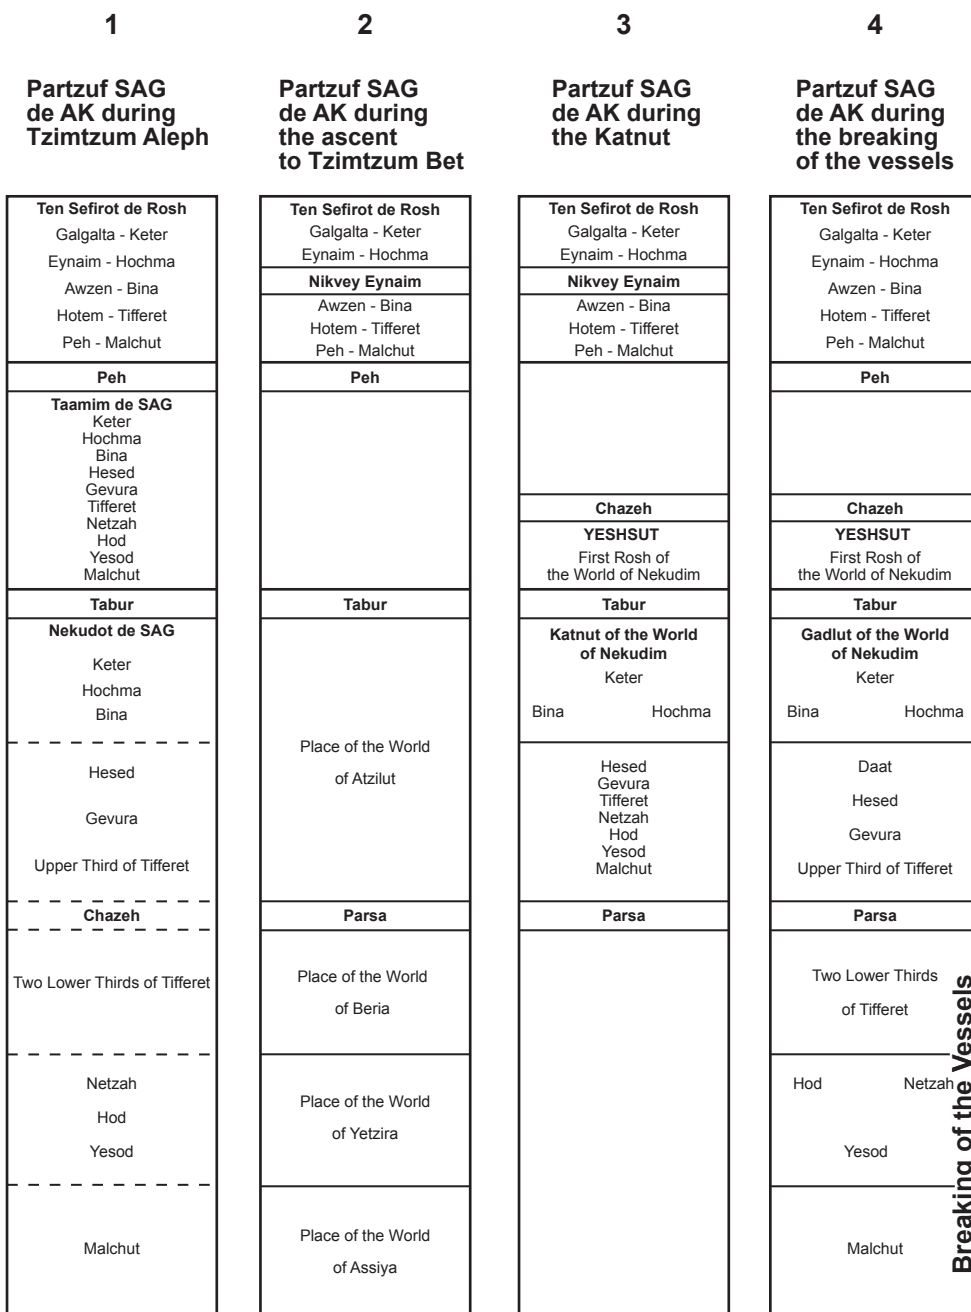 1
Partzuf SAG
de AK during
Tzimtzum Aleph
Ten Sefirot de Rosh
Galgalta - Keter
Eynaim - Hochma
Awzen - Bina
Hotem - Tifferet
Peh - Malchut
Peh
Taamim de SAG
Keter
Hochma
Bina
Hesed
Gevura
Tifferet
Netzah
Hod
Yesod
Malchut
Tabur
Nekudot de SAG
Keter
Hochma
Bina
Hesed
Gevura
Upper Third of Tifferet
Chazeh
Two Lower Thirds of Tifferet
Netzah
Hod
Yesod
Malchut
2
Partzuf SAG
de AK during
the ascent
to Tzimtzum Bet
Ten Sefirot de Rosh
Galgalta - Keter
Eynaim - Hochma
Nikvey Eynaim
Awzen - Bina
Hotem - Tifferet
Peh - Malchut
Peh
Tabur
Place of the World
of Atzilut
Parsa
Place of the World
of Beria
Place of the World
of Yetzira
Place of the World
of Assiya
3
Partzuf SAG
de AK during
the Katnut
Ten Sefirot de Rosh
Galgalta - Keter
Eynaim - Hochma
Nikvey Eynaim
Awzen - Bina
Hotem - Tifferet
Peh - Malchut
Chazeh
YESHSUT
First Rosh of
the World of Nekudim
Tabur
Katnut of the World
of Nekudim
Keter
Bina Hochma
Hesed
Gevura
Tifferet
Netzah
Hod
Yesod
Malchut
Parsa
4
Partzuf SAG
de AK during
the breaking
of the vessels
Ten Sefirot de Rosh
Galgalta - Keter
Eynaim - Hochma
Awzen - Bina
Hotem - Tifferet
Peh - Malchut
Peh
Chazeh
YESHSUT
First Rosh of
the World of Nekudim
Tabur
Gadlut of the World
of Nekudim
Keter
Bina Hochma
Daat
Hesed
Gevura
Upper Third of Tifferet
Parsa
Two Lower Thirds
of Tifferet
Hod Netzah
Yesod
Malchut
Breaking of the Vessels